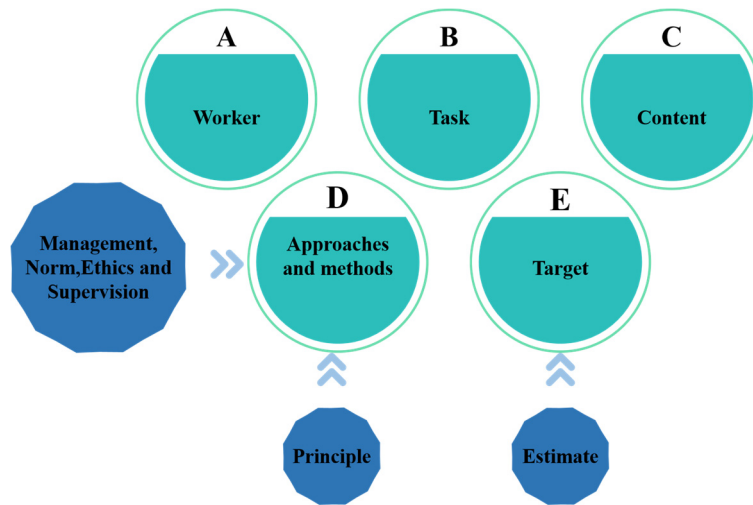 A
B
C
Worker
Task
Content
D
E
Management,
Norm,Ethics and
Supervision
Approaches
and methods
Target
Principle
Estimate